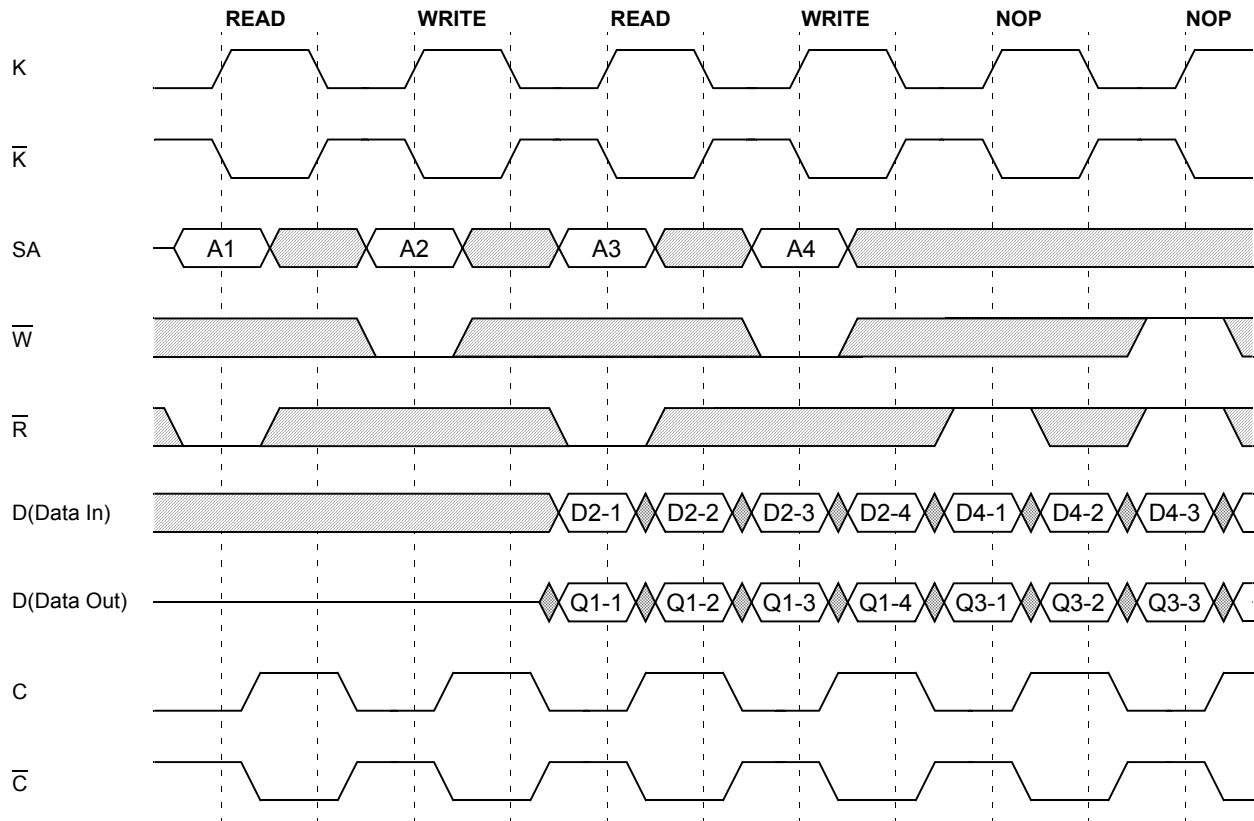 READ WRITE READ WRITE NOP NOP
K
K̅
SA A1 A2 A3 A4
W̅
R̅
D(Data In) D2-1 D2-2 D2-3 D2-4 D4-1 D4-2 D4-3
D(Data Out) Q1-1 Q1-2 Q1-3 Q1-4 Q3-1 Q3-2 Q3-3
C
C̅